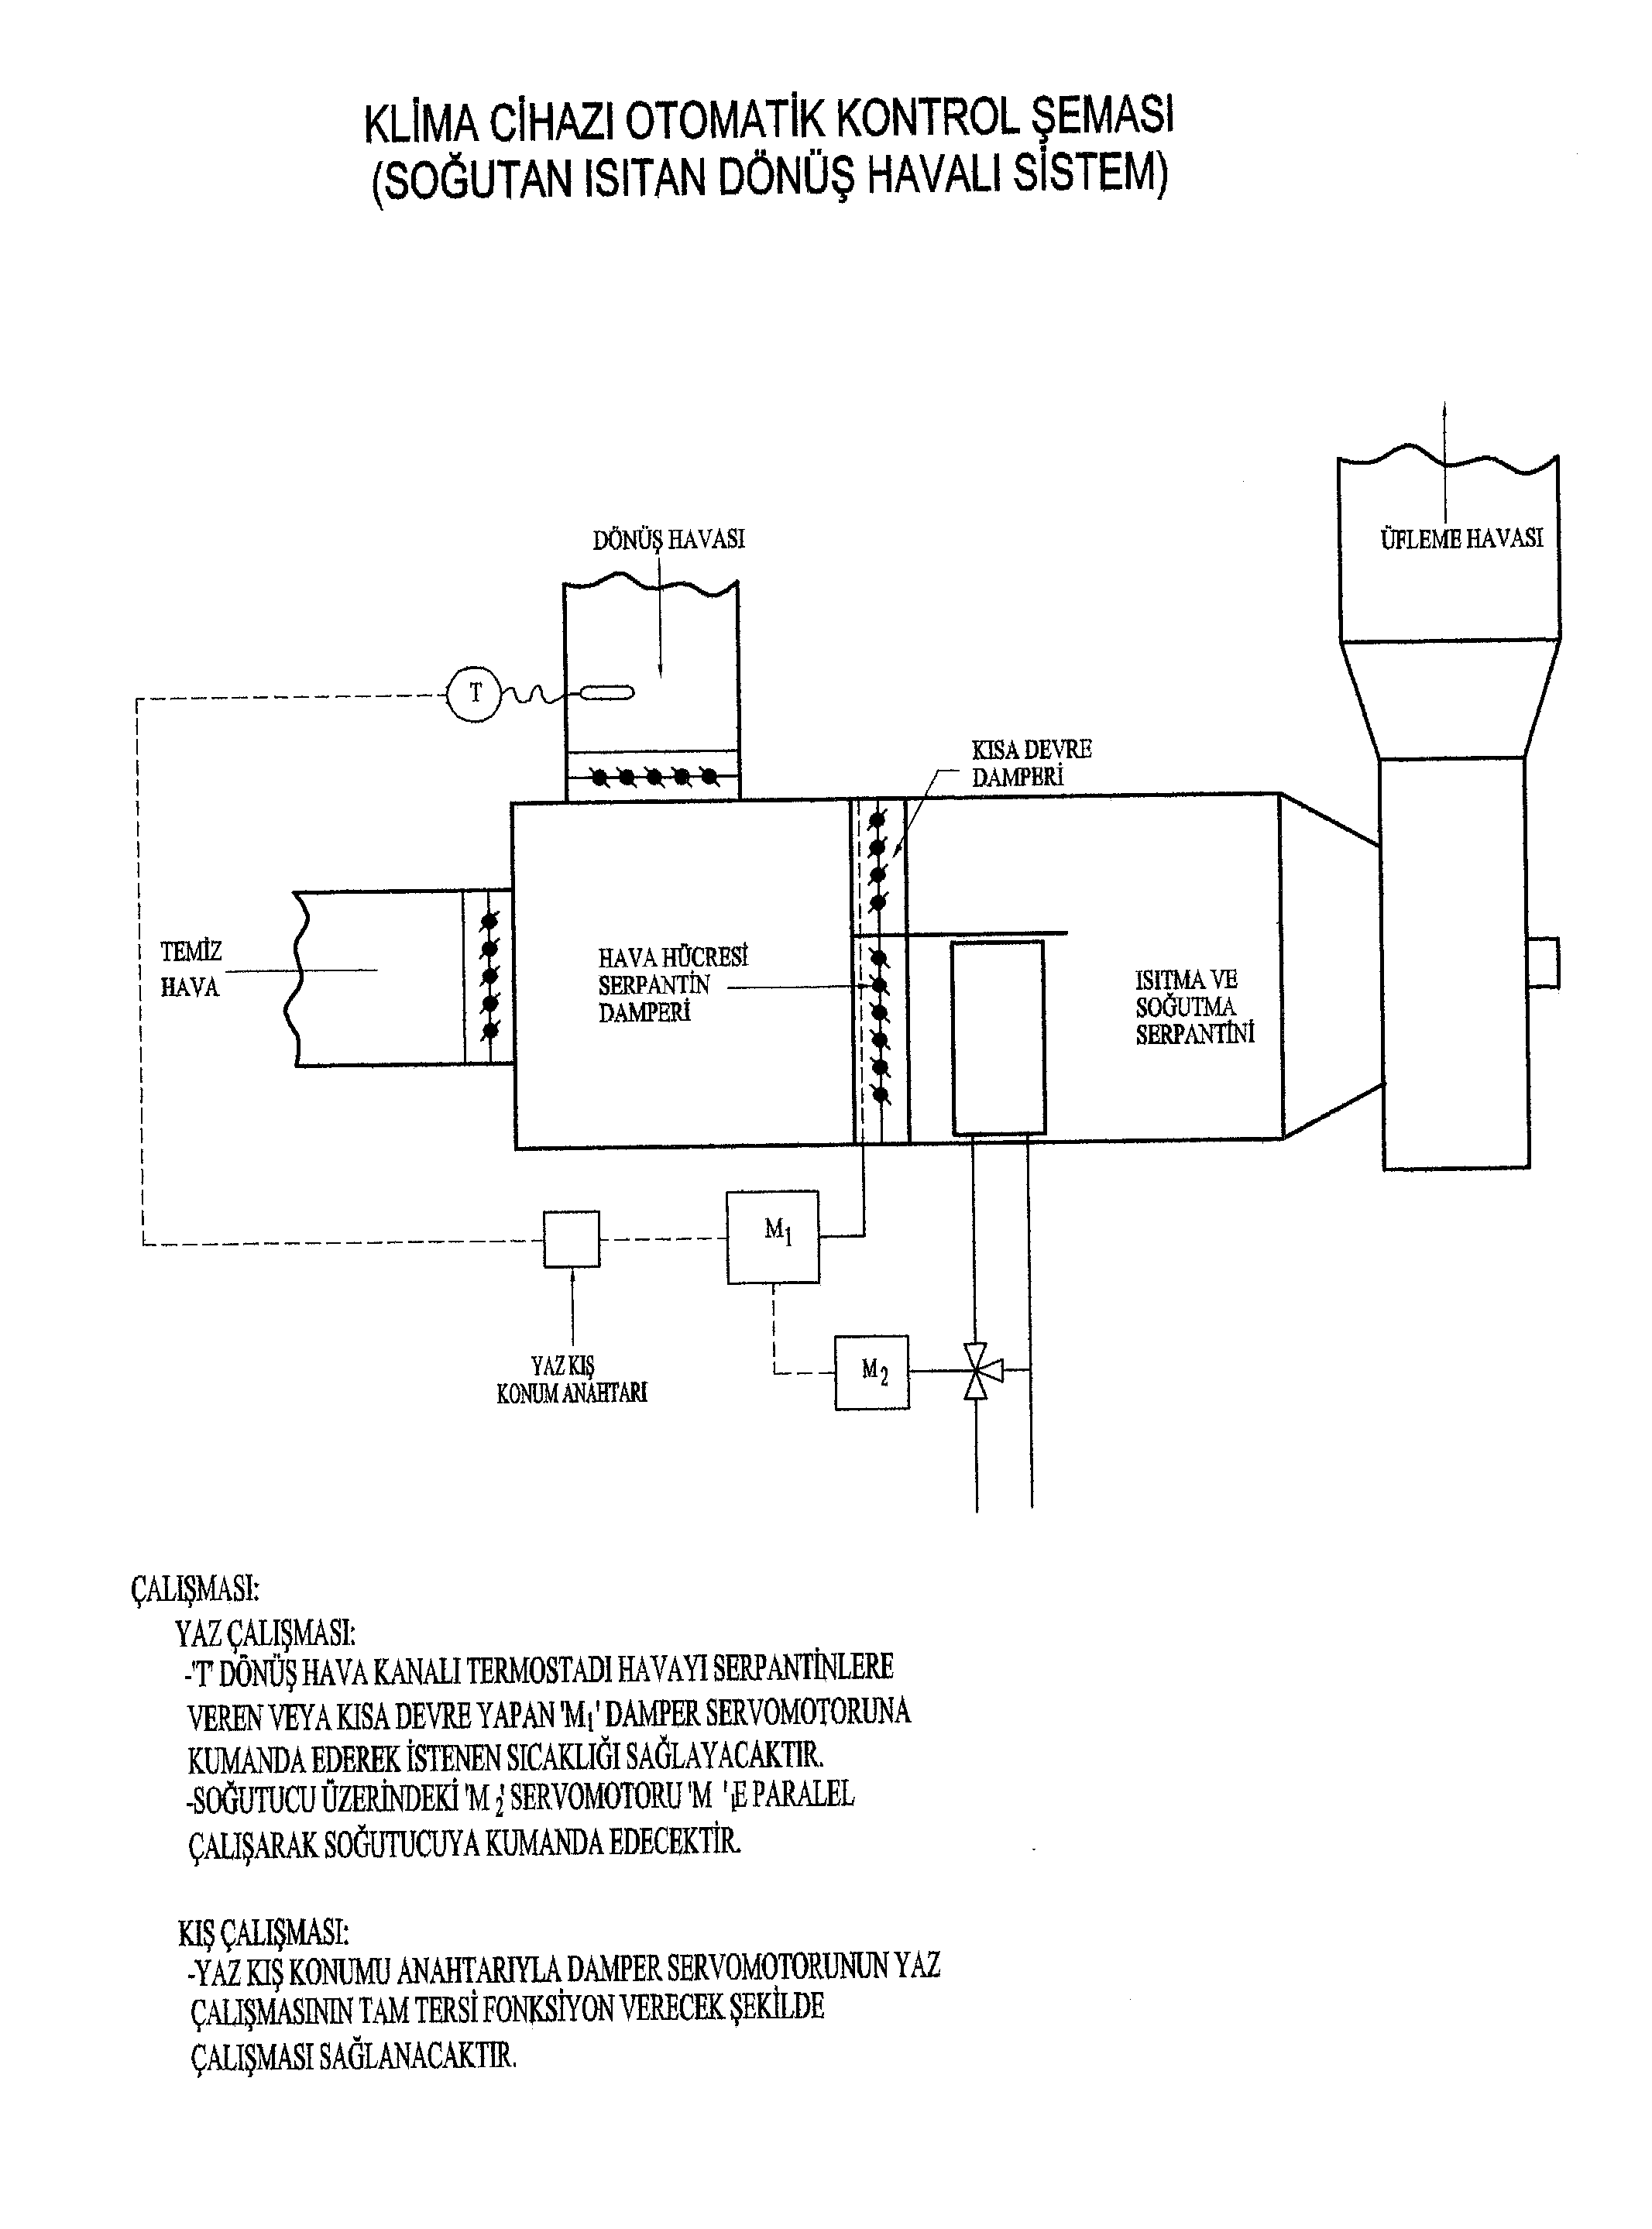 KLİMA CİHAZI OTOMATİK KONTROL ŞEMASI
(SOĞUTAN ISITAN DÖNÜŞ HAVALI SİSTEM)
DÖNÜŞ HAVASI
ÜFLEME HAVASI
T
KISA DEVRE
DAMPERİ
TEMİZ
HAVA
HAVA HÜCRESİ
SERPANTİN
DAMPERİ
ISITMA VE
SOĞUTMA
SERPANTİNİ
M1
M2
YAZ KIŞ
KONUM ANAHTARI
ÇALIŞMASI:
YAZ ÇALIŞMASI:
-'T' DÖNÜŞ HAVA KANALI TERMOSTADI HAVAYI SERPANTİNLERE
VEREN VEYA KISA DEVRE YAPAN 'M1' DAMPER SERVOMOTORUNA
KUMANDA EDEREK İSTENEN SICAKLIĞI SAĞLAYACAKTIR.
-SOĞUTUCU ÜZERİNDEKİ 'M2' SERVOMOTORU 'M1'E PARALEL
ÇALIŞARAK SOĞUTUCUYA KUMANDA EDECEKTİR.
KIŞ ÇALIŞMASI:
-YAZ KIŞ KONUMU ANAHTARIYLA DAMPER SERVOMOTORUNUN YAZ
ÇALIŞMASININ TAM TERSİ FONKSİYON VERECEK ŞEKİLDE
ÇALIŞMASI SAĞLANACAKTIR.